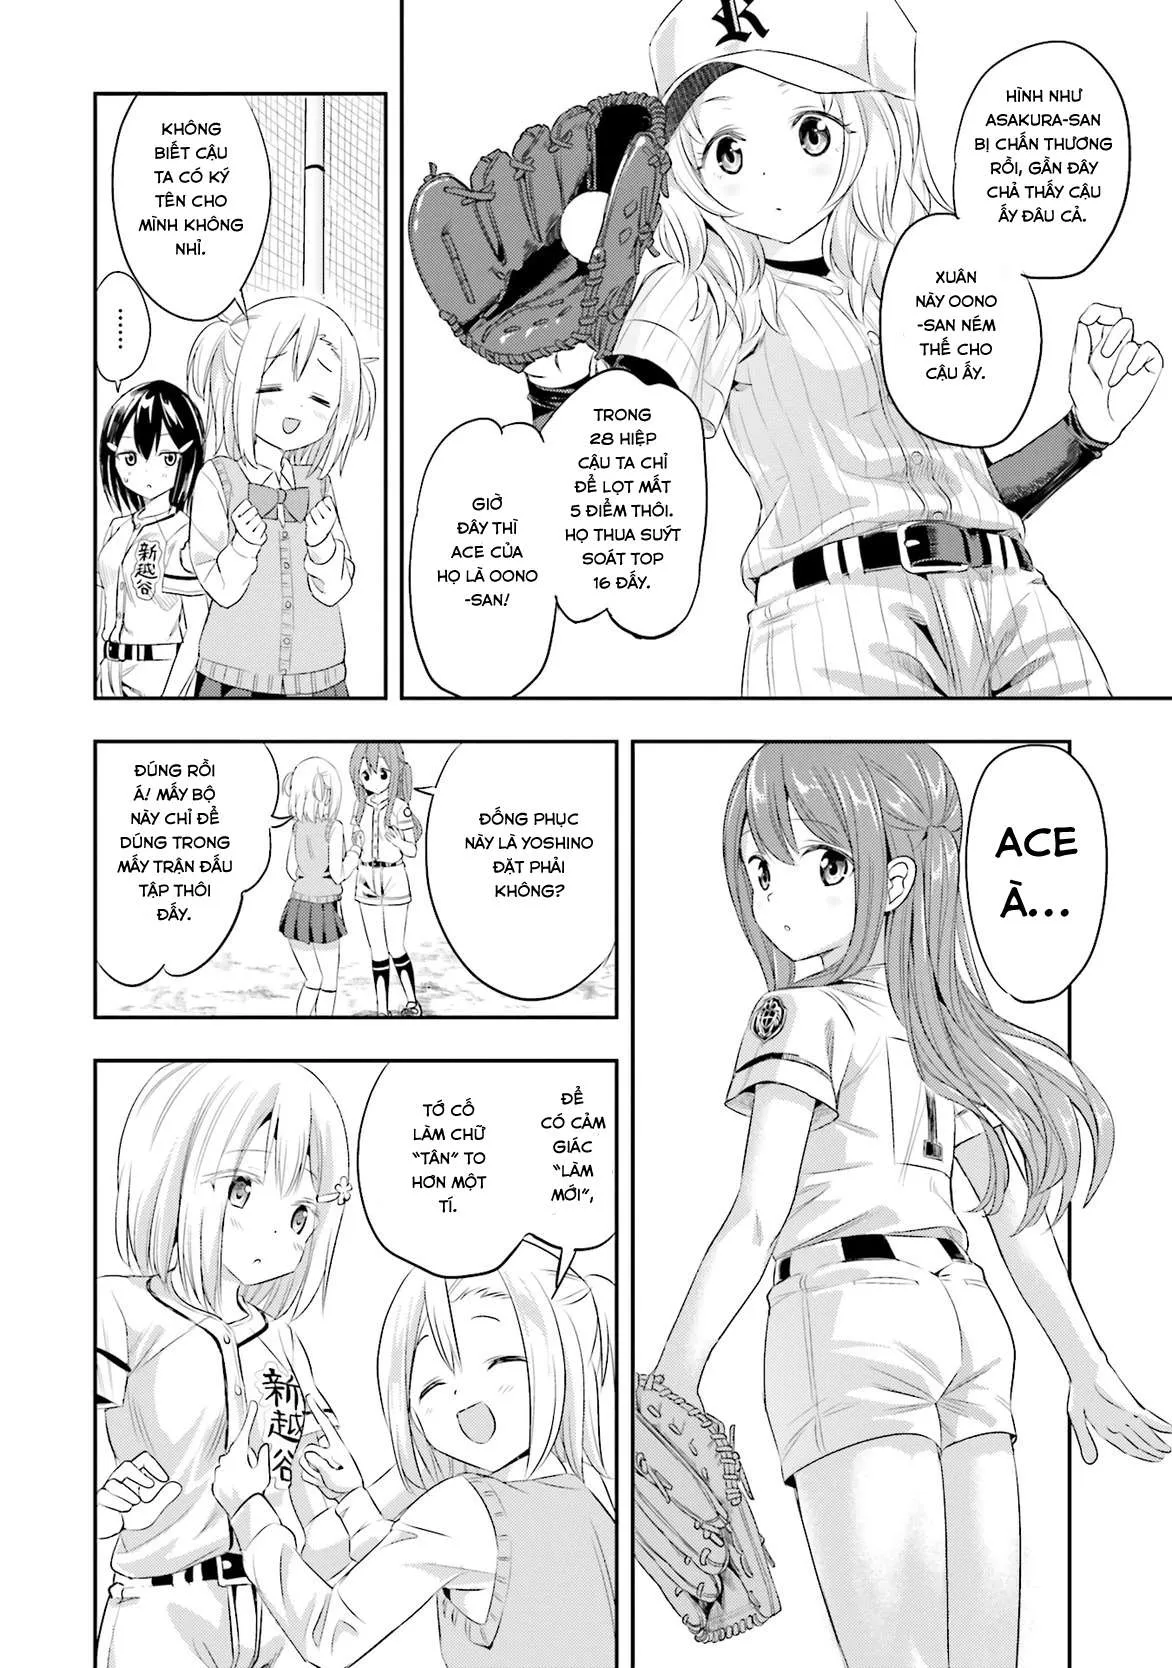 HÌNH NHƯ
ASAKURA-SAN
BỊ CHẤN THƯƠNG
RỒI, GẦN ĐÂY
CHẢ THẤY CẬU
ẤY ĐÂU CẢ.
XUÂN
NÀY OONO
-SAN NÉM
THẾ CHO
CẬU ẤY.
TRONG
28 HIỆP
CẬU TA CHỈ
ĐỂ LỌT MẤT
5 ĐIỂM THÔI.
HỌ THUA SUÝT
SOÁT TOP
16 ĐẤY.
GIỜ
ĐÂY THÌ
ACE CỦA
HỌ LÀ OONO
-SAN!
R
KHÔNG
BIẾT CẬU
TA CÓ KÝ
TÊN CHO
MÌNH KHÔNG
NHỈ.
......
新越谷
ACE
À...
ĐỐNG PHỤC
NÀY LÀ YOSHINO
ĐẶT PHẢI
KHÔNG?
ĐÚNG RỒI
Á! MẤY BỘ
NÀY CHỈ ĐỂ
DÚNG TRONG
MẤY TRẬN ĐẤU
TẬP THÔI
ĐẤY.
ĐỂ
CÓ CẢM
GIÁC
"LÀM
MỚI",
TỚ CỐ
LÀM CHỮ
"TÂN" TO
HƠN MỘT
TÍ.
新越谷